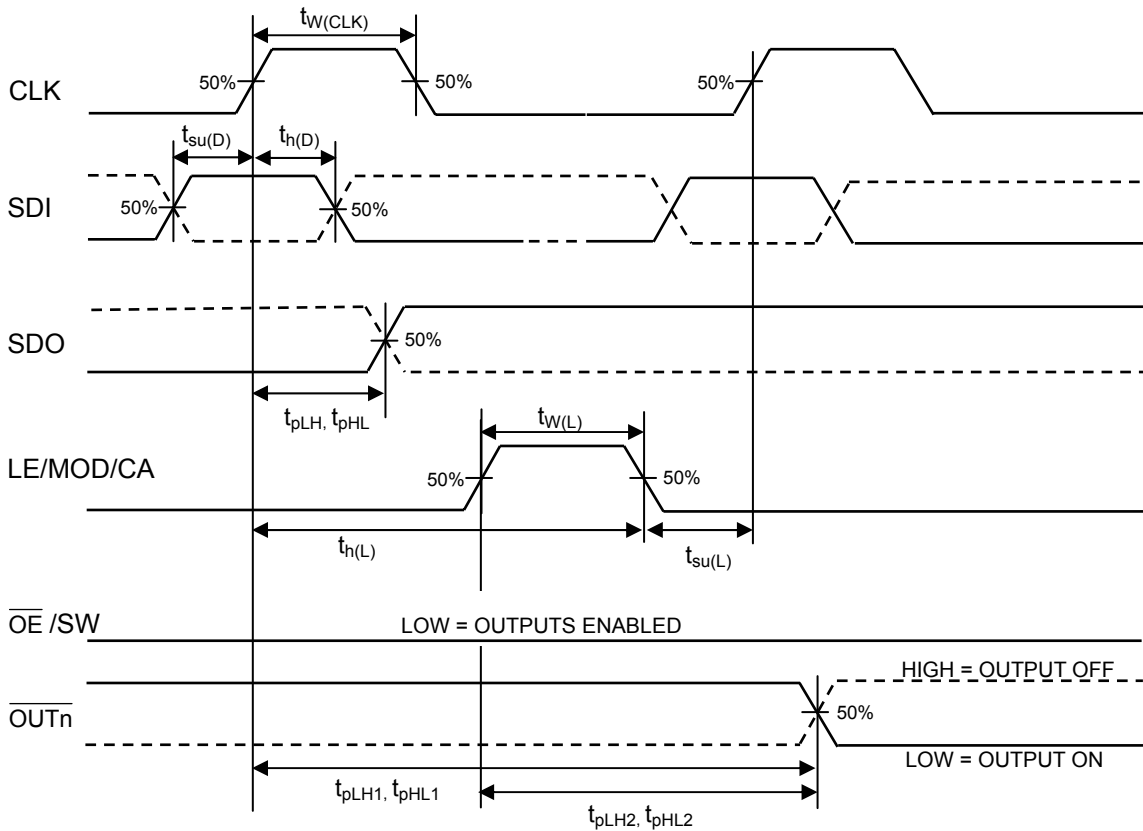 tW(CLK)
CLK
50%
50%
50%
tsu(D)
th(D)
SDI
50%
50%
SDO
50%
tpLH, tpHL
tW(L)
LE/MOD/CA
50%
50%
th(L)
tsu(L)
OE /SW
LOW = OUTPUTS ENABLED
HIGH = OUTPUT OFF
OUTn
50%
LOW = OUTPUT ON
tpLH1, tpHL1
tpLH2, tpHL2